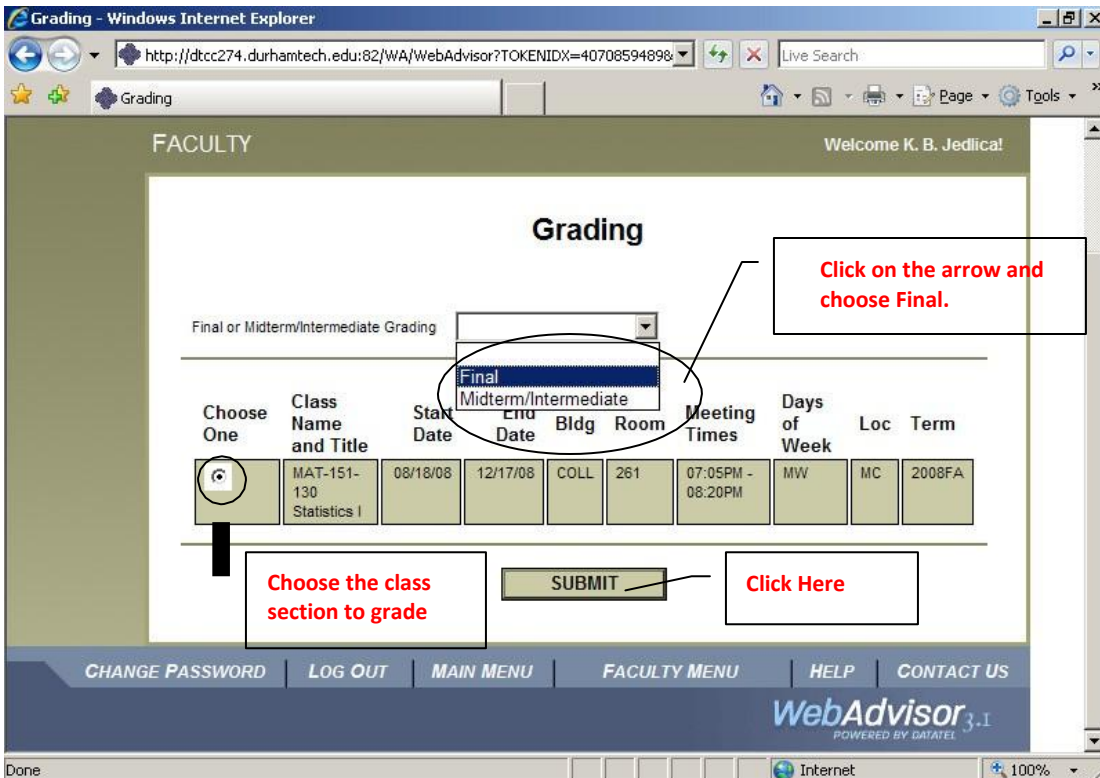 Grading - Windows Internet Explorer
http://dtcc274.durhamtech.edu:82/WA/WebAdvisor?TOKENIDX=4070859489& Live Search
Grading Page Tools »
FACULTY Welcome K. B. Jedlica!
Grading
Click on the arrow and
choose Final.
Final or Midterm/Intermediate Grading
Final
Midterm/Intermediate
Choose One
Class Name and Title
Start Date
End Date
Bldg
Room
Meeting Times
Days of Week
Loc
Term
MAT-151-
130
Statistics I
08/18/08
12/17/08
COLL
261
07:05PM -
08:20PM
MW
MC
2008FA
Choose the class
section to grade
SUBMIT
Click Here
CHANGE PASSWORD LOG OUT MAIN MENU FACULTY MENU HELP CONTACT US
WebAdvisor 3.1
POWERED BY DATATEL
Done Internet 100%